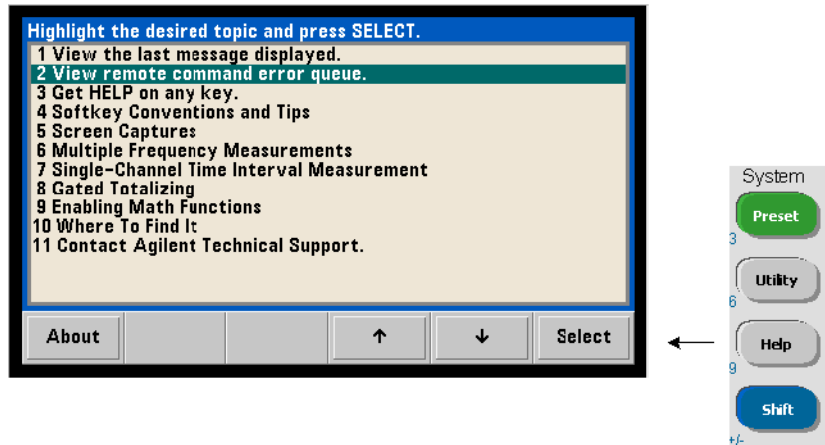 Highlight the desired topic and press SELECT.
1 View the last message displayed.
2 View remote command error queue.
3 Get HELP on any key.
4 Softkey Conventions and Tips
5 Screen Captures
6 Multiple Frequency Measurements
7 Single-Channel Time Interval Measurement
8 Gated Totalizing
9 Enabling Math Functions
10 Where To Find It
11 Contact Agilent Technical Support.
About ↑ ↓ Select
System
Preset
3
Utility
6
Help
9
Shift
+/-